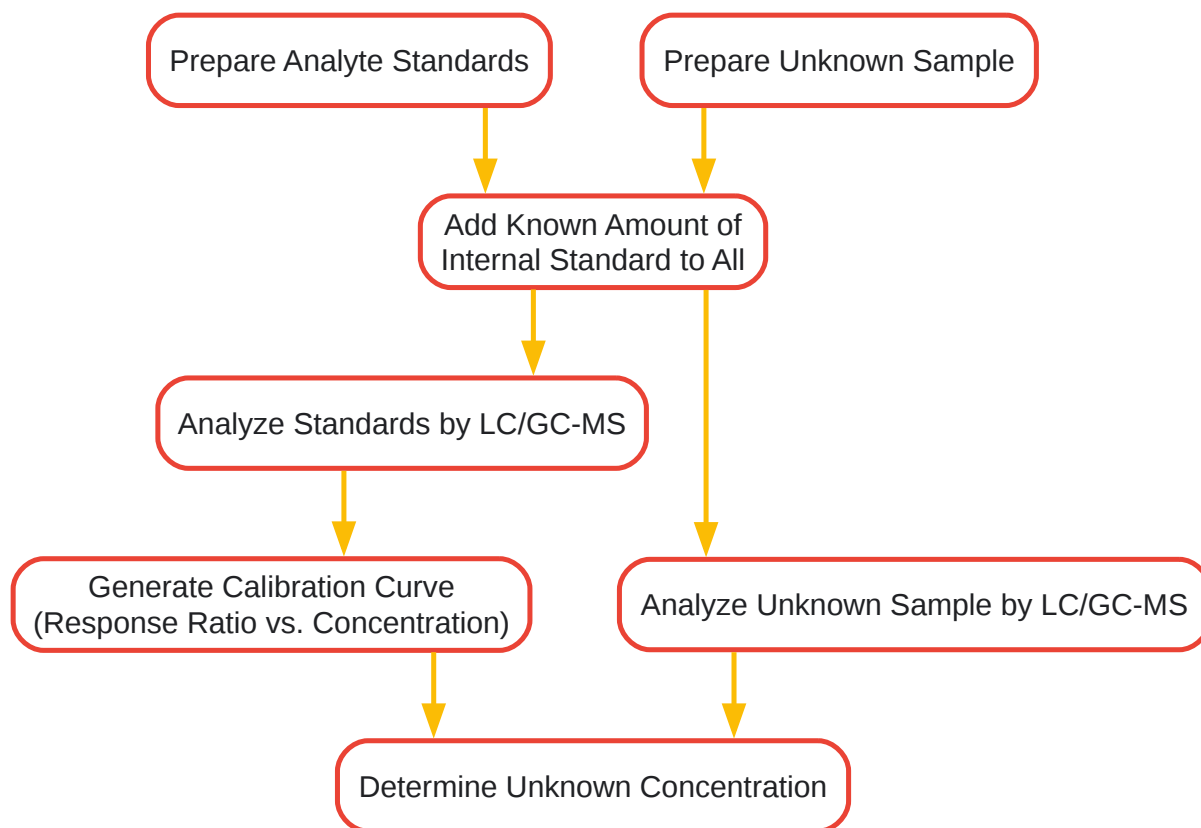 Prepare Analyte Standards
Prepare Unknown Sample
Add Known Amount of
Internal Standard to All
Analyze Standards by LC/GC-MS
Generate Calibration Curve
(Response Ratio vs. Concentration)
Analyze Unknown Sample by LC/GC-MS
Determine Unknown Concentration